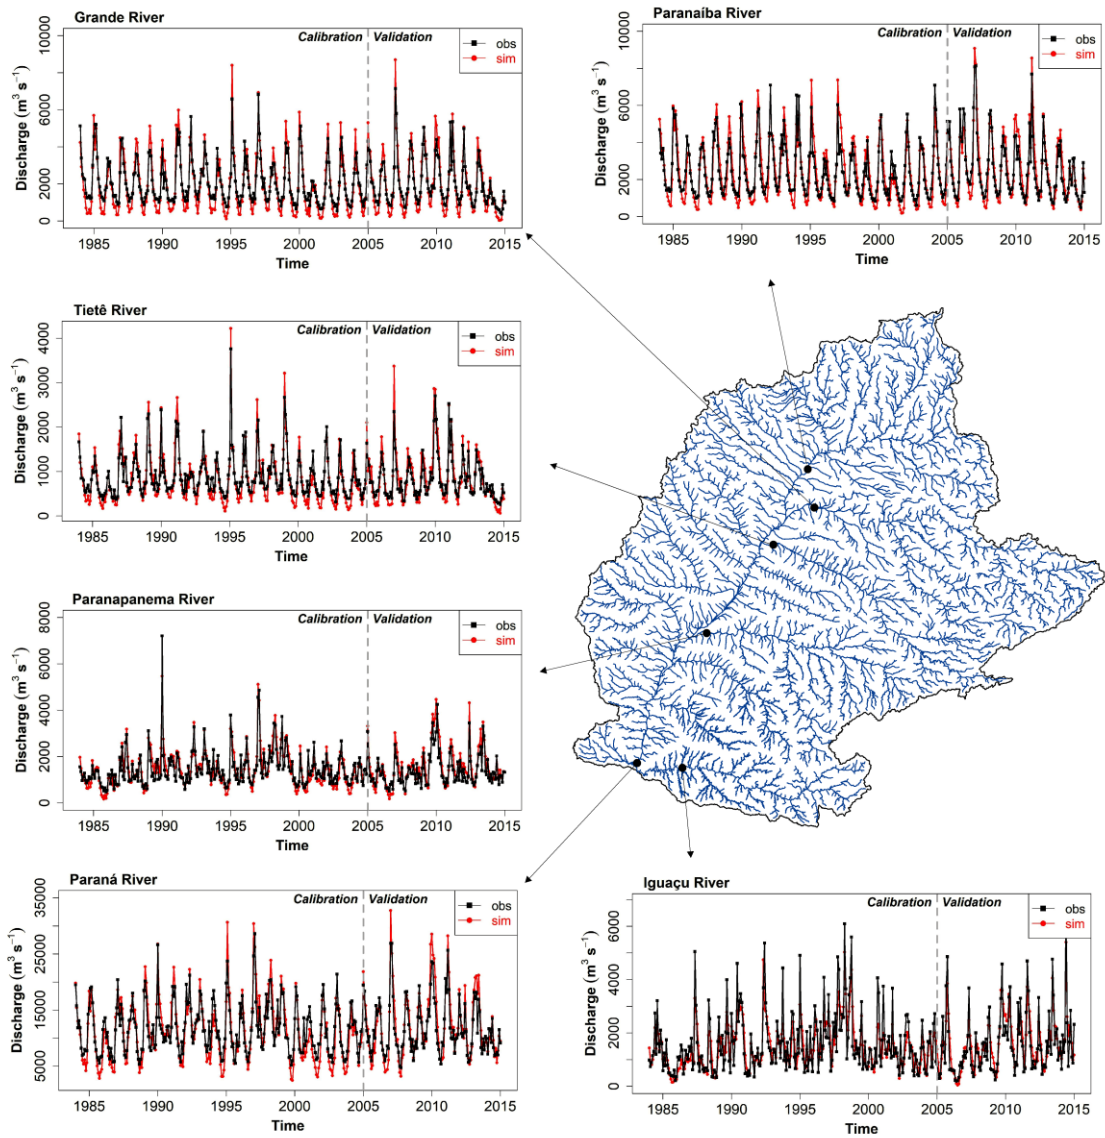 Grande River
Calibration Validation
obs
sim
Discharge (m³ s⁻¹)
0 2000 6000 10000
1985 1990 1995 2000 2005 2010 2015
Time
Paranaíba River
Calibration Validation
obs
sim
Discharge (m³ s⁻¹)
0 2000 4000 6000 8000 10000
1985 1990 1995 2000 2005 2010 2015
Time
Tietê River
Calibration Validation
obs
sim
Discharge (m³ s⁻¹)
0 1000 2000 3000 4000
1985 1990 1995 2000 2005 2010 2015
Time
Paranapanema River
Calibration Validation
obs
sim
Discharge (m³ s⁻¹)
0 2000 4000 6000 8000
1985 1990 1995 2000 2005 2010 2015
Time
Paraná River
Calibration Validation
obs
sim
Discharge (m³ s⁻¹)
5000 15000 25000 35000
1985 1990 1995 2000 2005 2010 2015
Time
Iguaçu River
Calibration Validation
obs
sim
Discharge (m³ s⁻¹)
0 2000 4000 6000
1985 1990 1995 2000 2005 2010 2015
Time